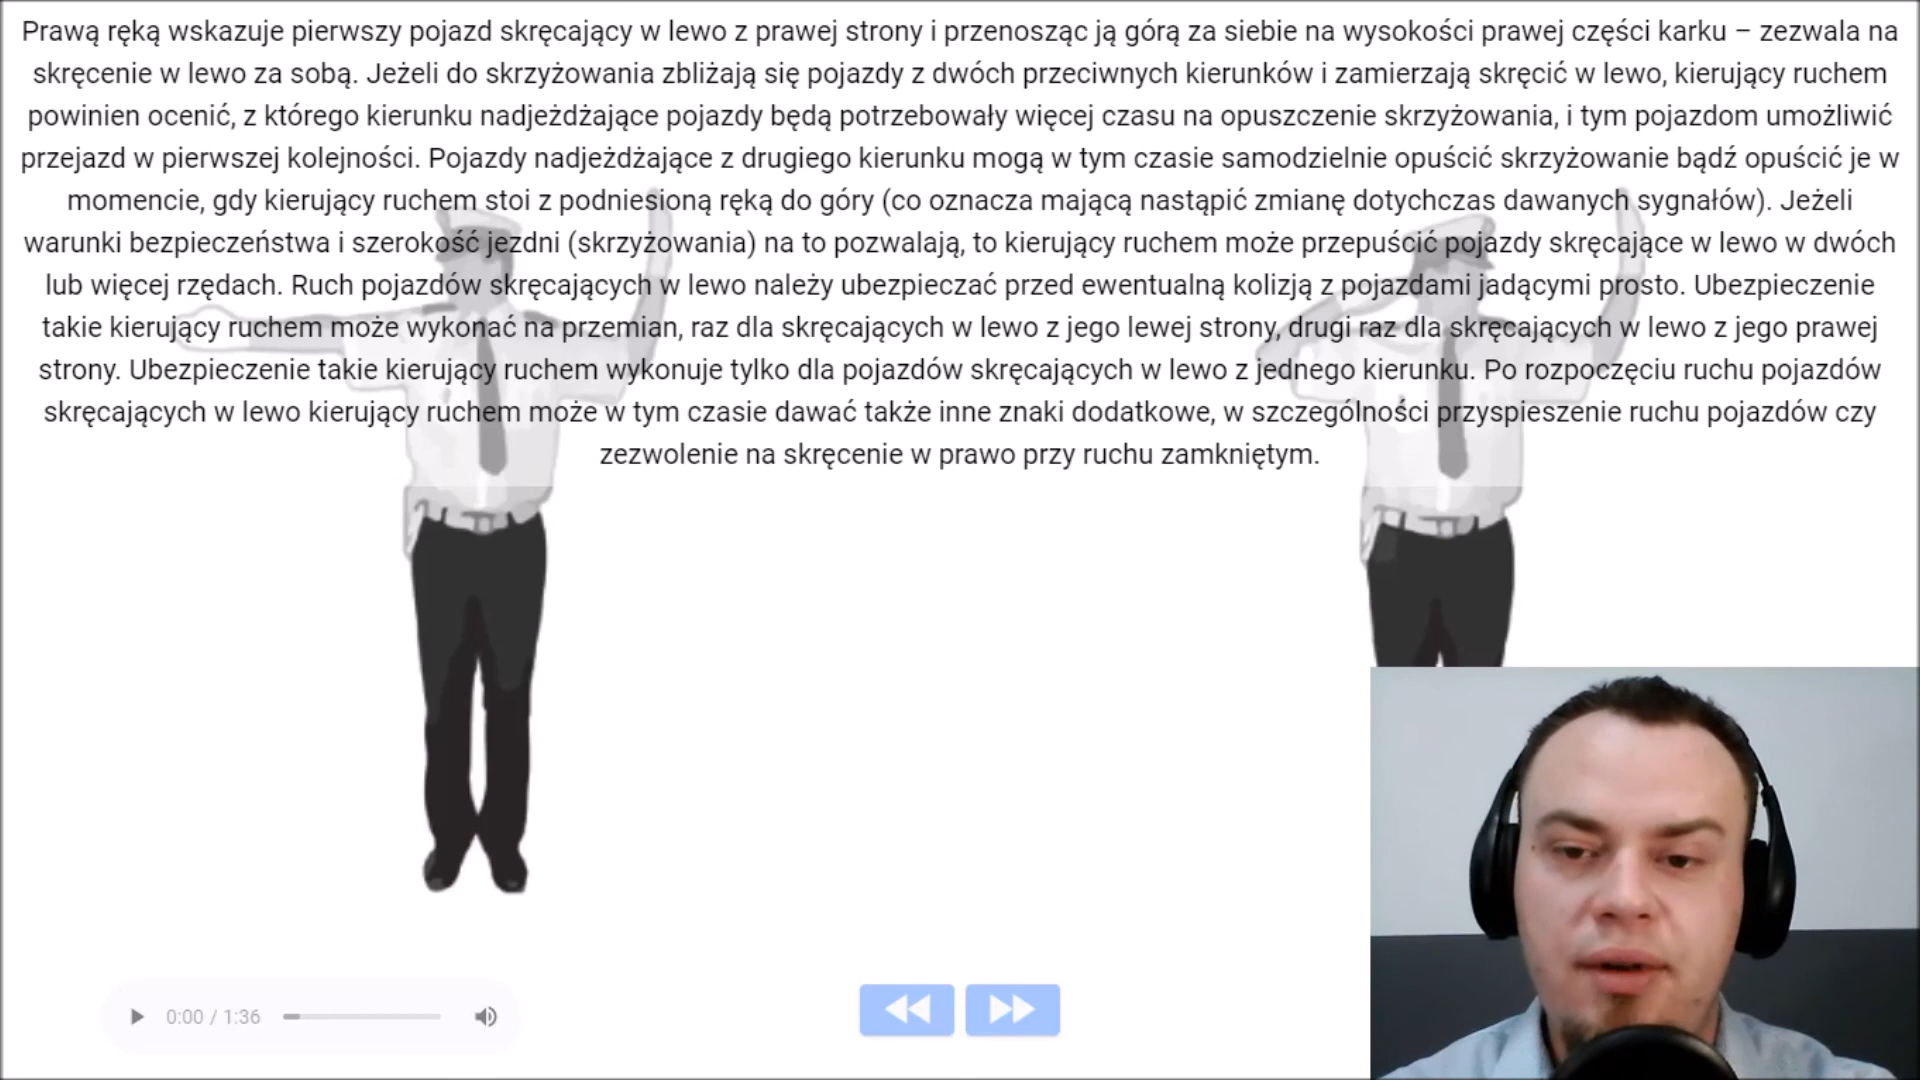 Prawą ręką wskazuje pierwszy pojazd skręcający w lewo z prawej strony i przenosząc ją górą za siebie na wysokości prawej części karku – zezwala na
skręcenie w lewo za sobą. Jeżeli do skrzyżowania zbliżają się pojazdy z dwóch przeciwnych kierunków i zamierzają skręcić w lewo, kierujący ruchem
powinien ocenić, z którego kierunku nadjeżdżające pojazdy będą potrzebowały więcej czasu na opuszczenie skrzyżowania, i tym pojazdom umożliwić
przejazd w pierwszej kolejności. Pojazdy nadjeżdżające z drugiego kierunku mogą w tym czasie samodzielnie opuścić skrzyżowanie bądź opuścić je w
momencie, gdy kierujący ruchem stoi z podniesioną ręką do góry (co oznacza mającą nastąpić zmianę dotychczas dawanych sygnałów). Jeżeli
warunki bezpieczeństwa i szerokość jezdni (skrzyżowania) na to pozwalają, to kierujący ruchem może przepuścić pojazdy skręcające w lewo w dwóch
lub więcej rzędach. Ruch pojazdów skręcających w lewo należy ubezpieczać przed ewentualną kolizją z pojazdami jadącymi prosto. Ubezpieczenie
takie kierujący ruchem może wykonać na przemian, raz dla skręcających w lewo z jego lewej strony, drugi raz dla skręcających w lewo z jego prawej
strony. Ubezpieczenie takie kierujący ruchem wykonuje tylko dla pojazdów skręcających w lewo z jednego kierunku. Po rozpoczęciu ruchu pojazdów
skręcających w lewo kierujący ruchem może w tym czasie dawać także inne znaki dodatkowe, w szczególności przyspieszenie ruchu pojazdów czy
zezwolenie na skręcenie w prawo przy ruchu zamkniętym.
0:00 / 1:36